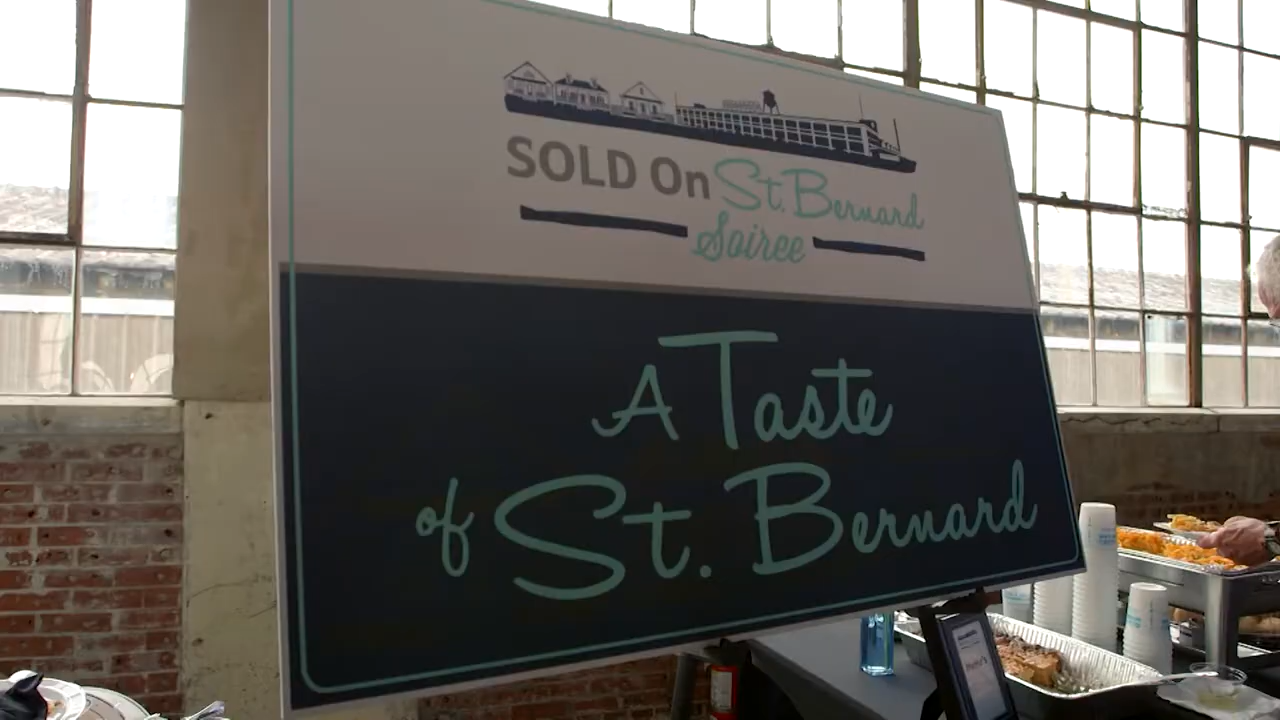 SOLD On St. Bernard
Soiree
A Taste
of St. Bernard